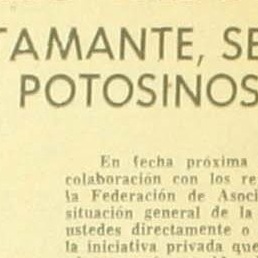 TAMANTE, SE
POTOSINOS
En fecha próxima
colaboración con los re
la Federación de Asoci
situación general de la
ustedes directamente o
la iniciativa privada que